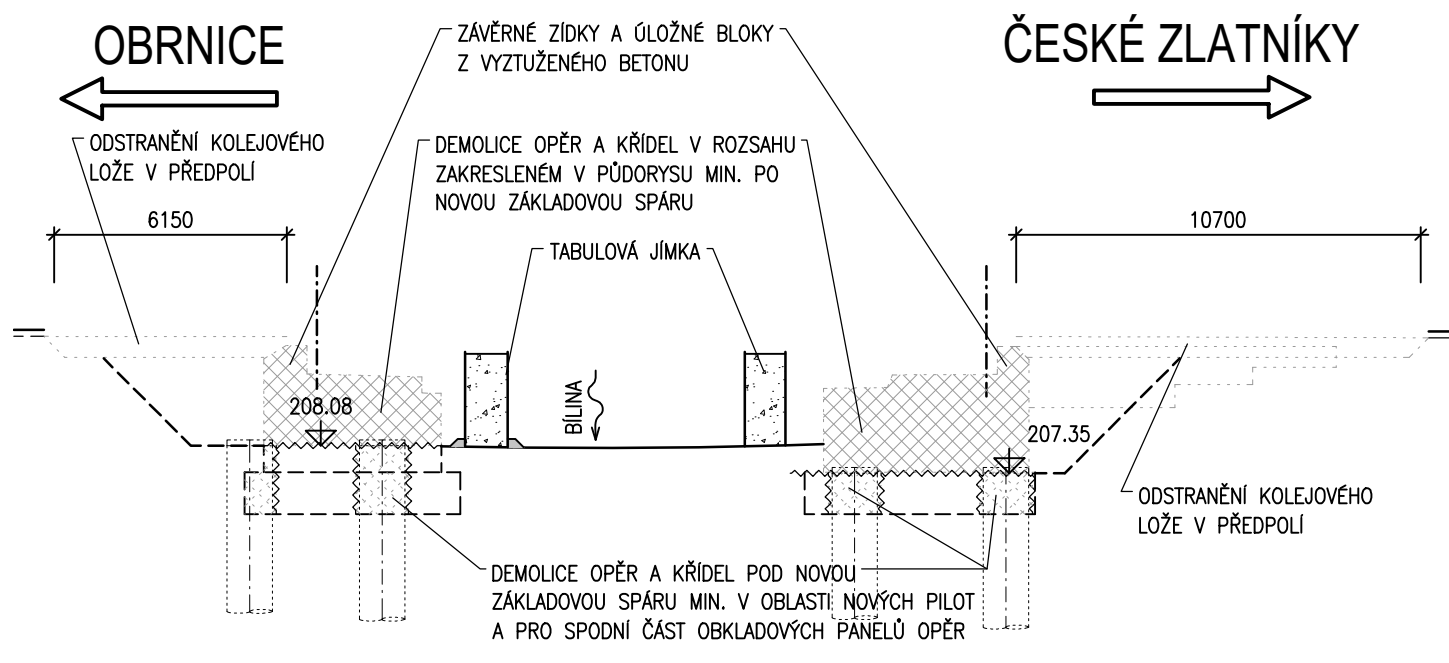 OBRNICE
ZÁVĚRNÉ ZÍDKY A ÚLOŽNÉ BLOKY
Z VYZTUŽENÉHO BETONU
ČESKÉ ZLATNÍKY
ODSTRANĚNÍ KOLEJOVÉHO
LOŽE V PŘEDPOLÍ
DEMOLICE OPĚR A KŘÍDEL V ROZSAHU
ZAKRESLENÉM V PŮDORYSU MIN. PO
NOVOU ZÁKLADOVOU SPÁRU
6150
10700
TABULOVÁ JÍMKA
BÍLINA
208.08
207.35
ODSTRANĚNÍ KOLEJOVÉHO
LOŽE V PŘEDPOLÍ
DEMOLICE OPĚR A KŘÍDEL POD NOVOU
ZÁKLADOVOU SPÁRU MIN. V OBLASTI NOVÝCH PILOT
A PRO SPODNÍ ČÁST OBKLADOVÝCH PANELŮ OPĚR